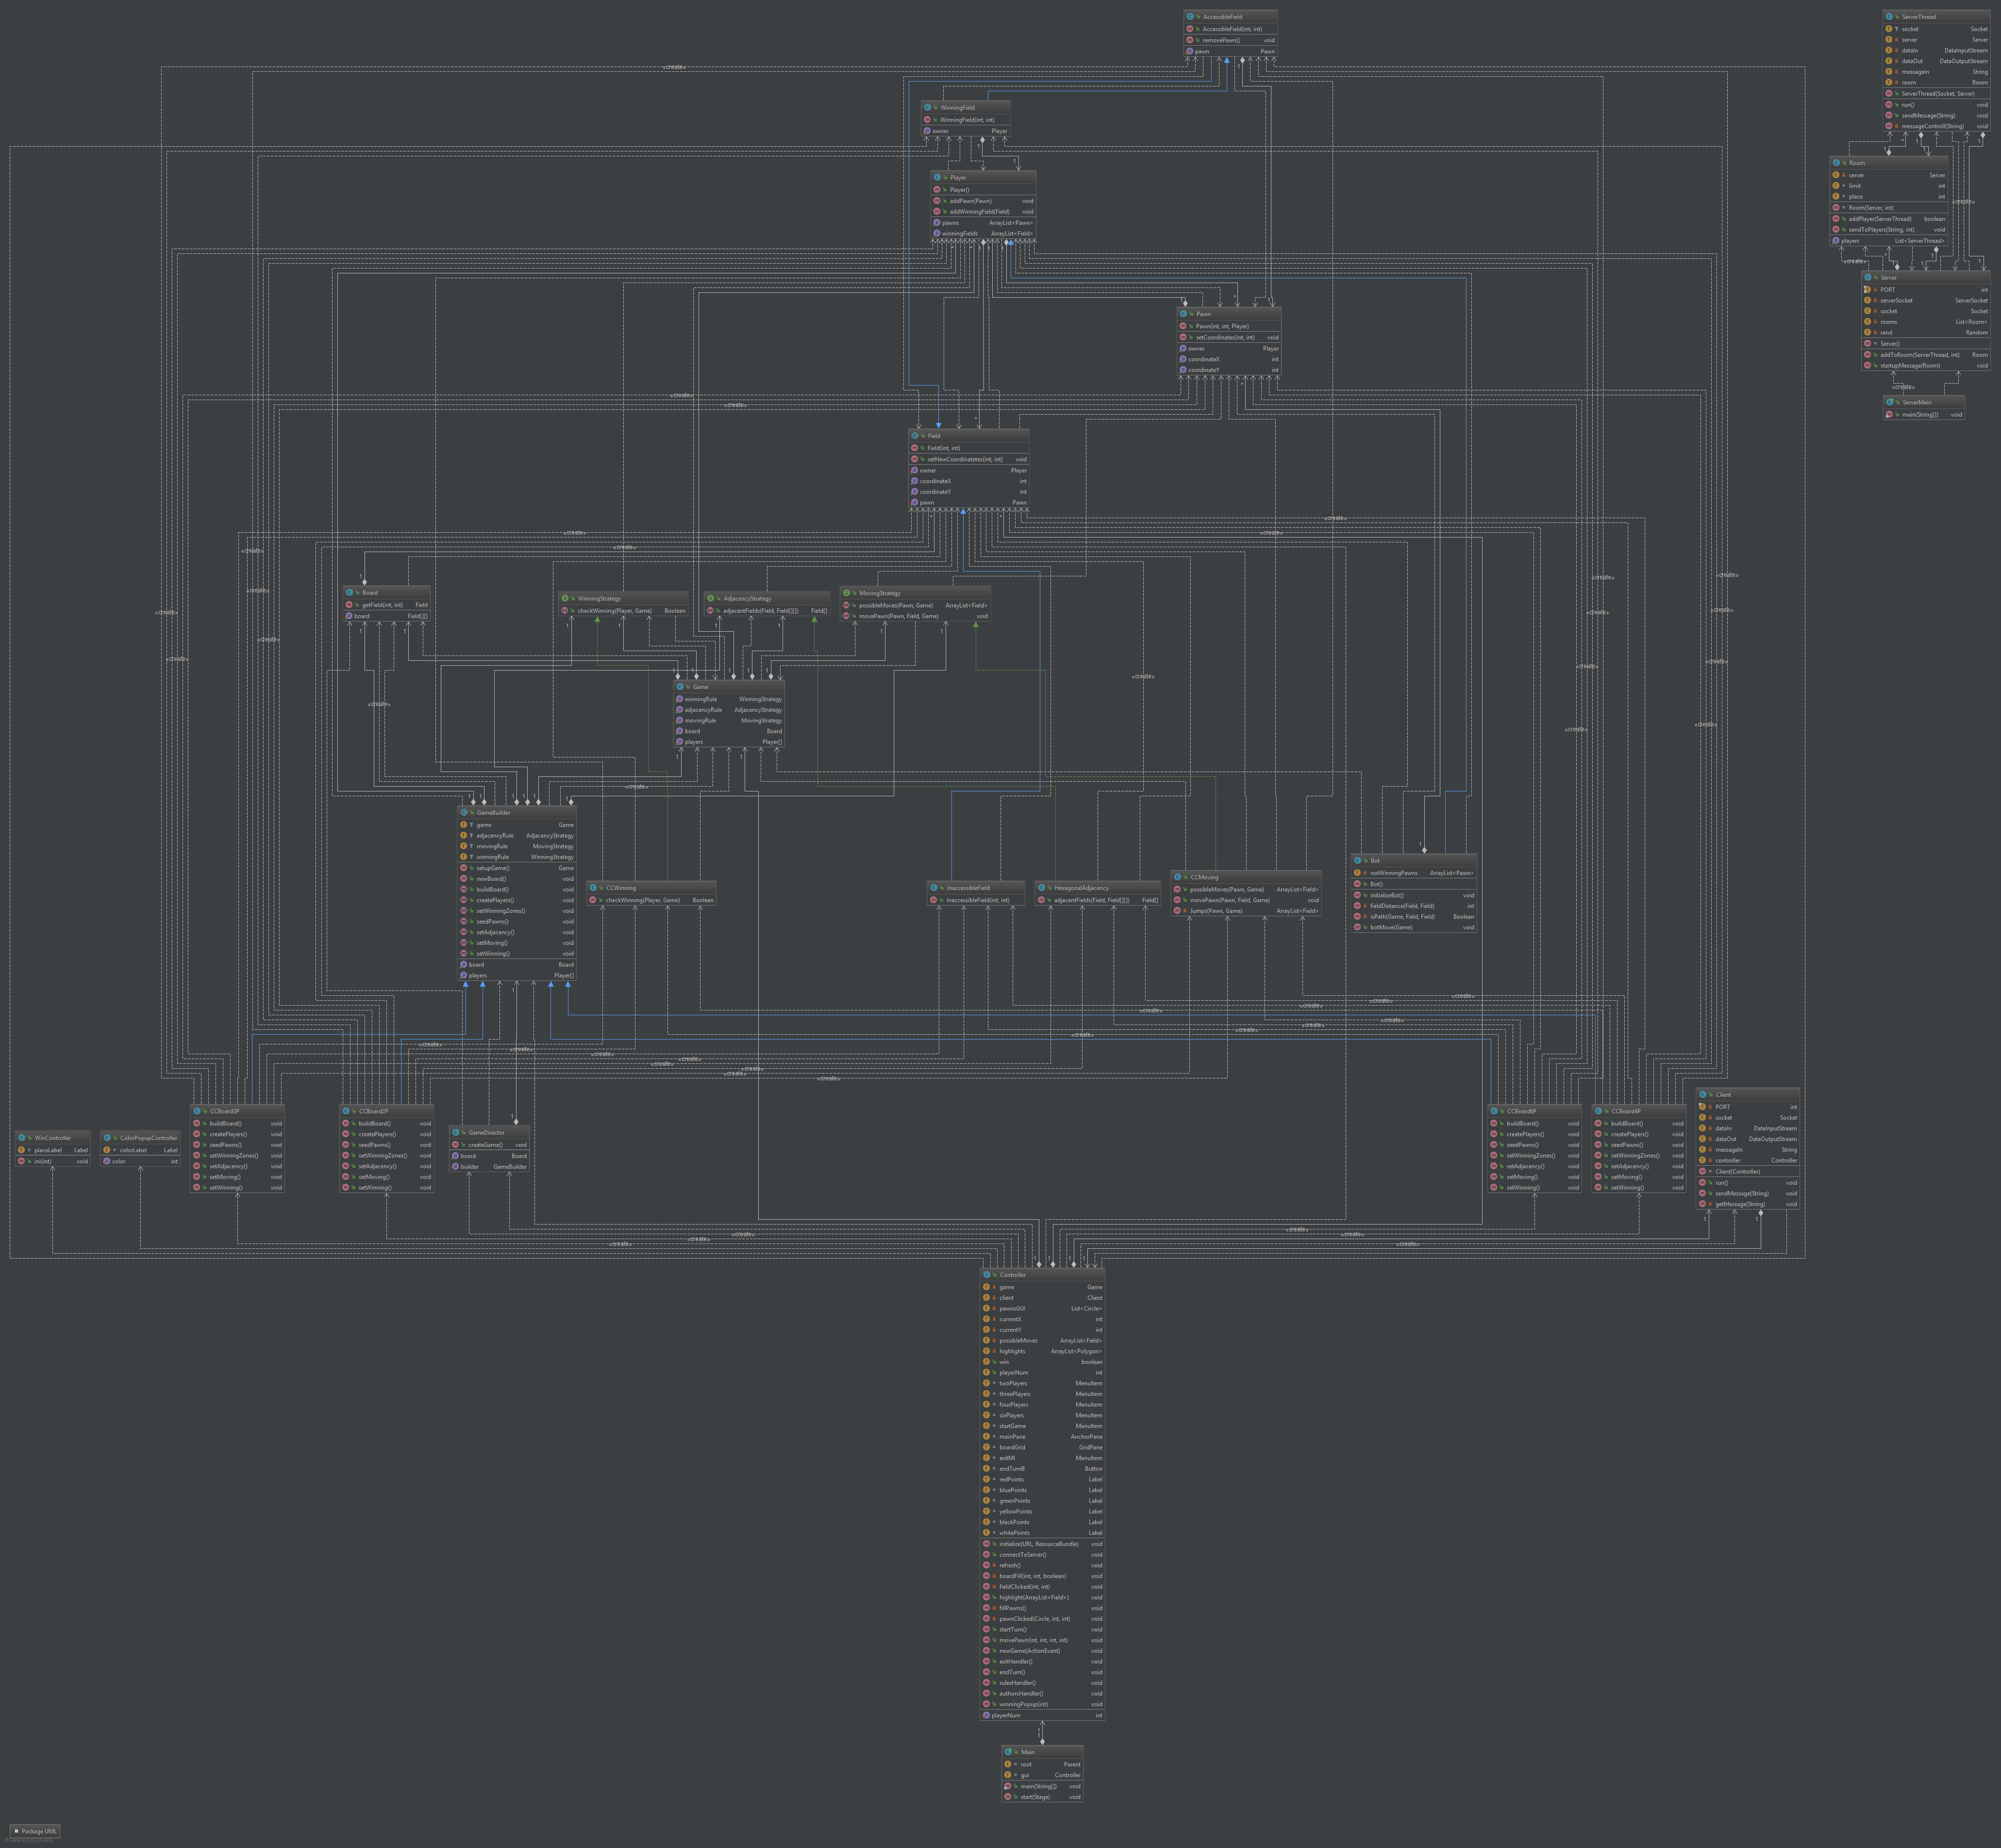 AccessibleField
AccessibleField(int, int)
removePawn() void
pawn Pawn
WinningField
WinningField(int, int)
owner Player
Player
Player()
addPawn(Pawn) void
addWinningField(Field) void
pawns ArrayList<Pawn>
winningFields ArrayList<Field>
Pawn
Pawn(int, int, Player)
setCoordinates(int, int) void
owner Player
coordinateX int
coordinateY int
Field
Field(int, int)
setNewCoordinatetes(int, int) void
owner Player
coordinateX int
coordinateY int
pawn Pawn
ServerThread
socket Socket
server Server
dataIn DataInputStream
dataOut DataOutputStream
messageIn String
room Room
ServerThread(Socket, Server)
run() void
sendMessage(String) void
messageControll(String) void
Room
server Server
limit int
place int
Room(Server, int)
addPlayer(ServerThread) boolean
sendToPlayers(String, int) void
players List<ServerThread>
Server
PORT int
serverSocket ServerSocket
socket Socket
rooms List<Room>
rand Random
Server()
addToRoom(ServerThread, int) Room
startupMessage(Room) void
«create»
ServerMain
main(String[]) void
Board
getField(int, int) Field
board Field[][]
WinningStrategy
checkWinning(Player, Game) Boolean
AdjacencyStrategy
adjacentFields(Field, Field[][]) Field[]
MovingStrategy
possibleMoves(Pawn, Game) ArrayList<Field>
movePawn(Pawn, Field, Game) void
Game
winningRule WinningStrategy
adjacencyRule AdjacencyStrategy
movingRule MovingStrategy
board Board
players Player[]
GameBuilder
game Game
adjacencyRule AdjacencyStrategy
movingRule MovingStrategy
winningRule WinningStrategy
setupGame() Game
newBoard() void
buildBoard() void
createPlayers() void
setWinningZones() void
seedPawns() void
setAdjacency() void
setMoving() void
setWinning() void
board Board
players Player[]
CCWinning
checkWinning(Player, Game) Boolean
InaccessibleField
InaccessibleField(int, int)
HexagonalAdjacency
adjacentFields(Field, Field[][]) Field[]
CCMoving
possibleMoves(Pawn, Game) ArrayList<Field>
movePawn(Pawn, Field, Game) void
Jumps(Pawn, Game) ArrayList<Field>
Bot
notWinningPawns ArrayList<Pawn>
Bot()
initializeBot() void
fieldDistance(Field, Field) int
isPath(Game, Field, Field) Boolean
botMove(Game) void
WinController
placeLabel Label
ini(int) void
ColorPopupController
colorLabel Label
color int
CCBoard3P
buildBoard() void
createPlayers() void
seedPawns() void
setWinningZones() void
setAdjacency() void
setMoving() void
setWinning() void
CCBoard2P
buildBoard() void
createPlayers() void
seedPawns() void
setWinningZones() void
setAdjacency() void
setMoving() void
setWinning() void
GameDirector
createGame() void
board Board
builder GameBuilder
CCBoard6P
buildBoard() void
createPlayers() void
seedPawns() void
setWinningZones() void
setAdjacency() void
setMoving() void
setWinning() void
CCBoard4P
buildBoard() void
createPlayers() void
seedPawns() void
setWinningZones() void
setAdjacency() void
setMoving() void
setWinning() void
Client
PORT int
socket Socket
dataIn DataInputStream
dataOut DataOutputStream
messageIn String
controller Controller
Client(Controller)
run() void
sendMessage(String) void
getMessage(String) void
Controller
game Game
client Client
pawnsGUI List<Circle>
currentX int
currentY int
possibleMoves ArrayList<Field>
highlights ArrayList<Polygon>
win boolean
playerNum int
twoPlayers MenuItem
threePlayers MenuItem
fourPlayers MenuItem
sixPlayers MenuItem
startGame MenuItem
mainPane AnchorPane
boardGrid GridPane
exitMI MenuItem
endTurnB Button
redPoints Label
bluePoints Label
greenPoints Label
yellowPoints Label
blackPoints Label
whitePoints Label
initialize(URL, ResourceBundle) void
connectToServer() void
refresh() void
boardFill(int, int, boolean) void
fieldClicked(int, int) void
highlight(ArrayList<Field>) void
fillPawns() void
pawnClicked(Circle, int, int) void
startTurn() void
movePawn(int, int, int, int) void
newGame(ActionEvent) void
exitHandler() void
endTurn() void
rulesHandler() void
authorsHandler() void
winningPopup(int) void
playerNum int
Main
root Parent
gui Controller
main(String[]) void
start(Stage) void
Package UML
Powered by yFiles